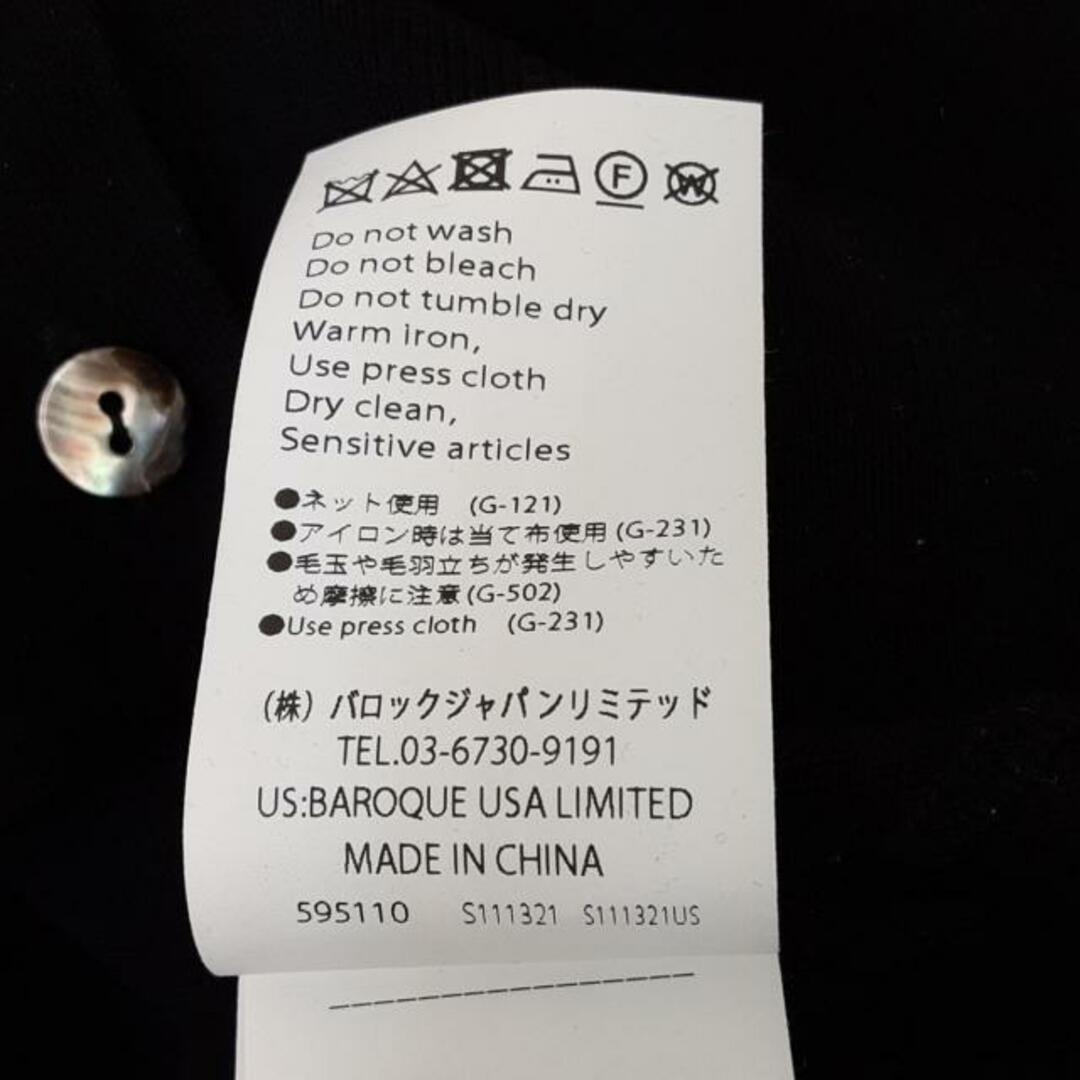 F W
Do not wash
Do not bleach
Do not tumble dry
Warm iron,
Use press cloth
Dry clean,
Sensitive articles
●ネット使用 (G-121)
●アイロン時は当て布使用 (G-231)
●毛玉や毛羽立ちが発生しやすいた
め摩擦に注意 (G-502)
●Use press cloth (G-231)
(株) バロックジャパンリミテッド
TEL.03-6730-9191
US:BAROQUE USA LIMITED
MADE IN CHINA
595110 S111321 S111321US